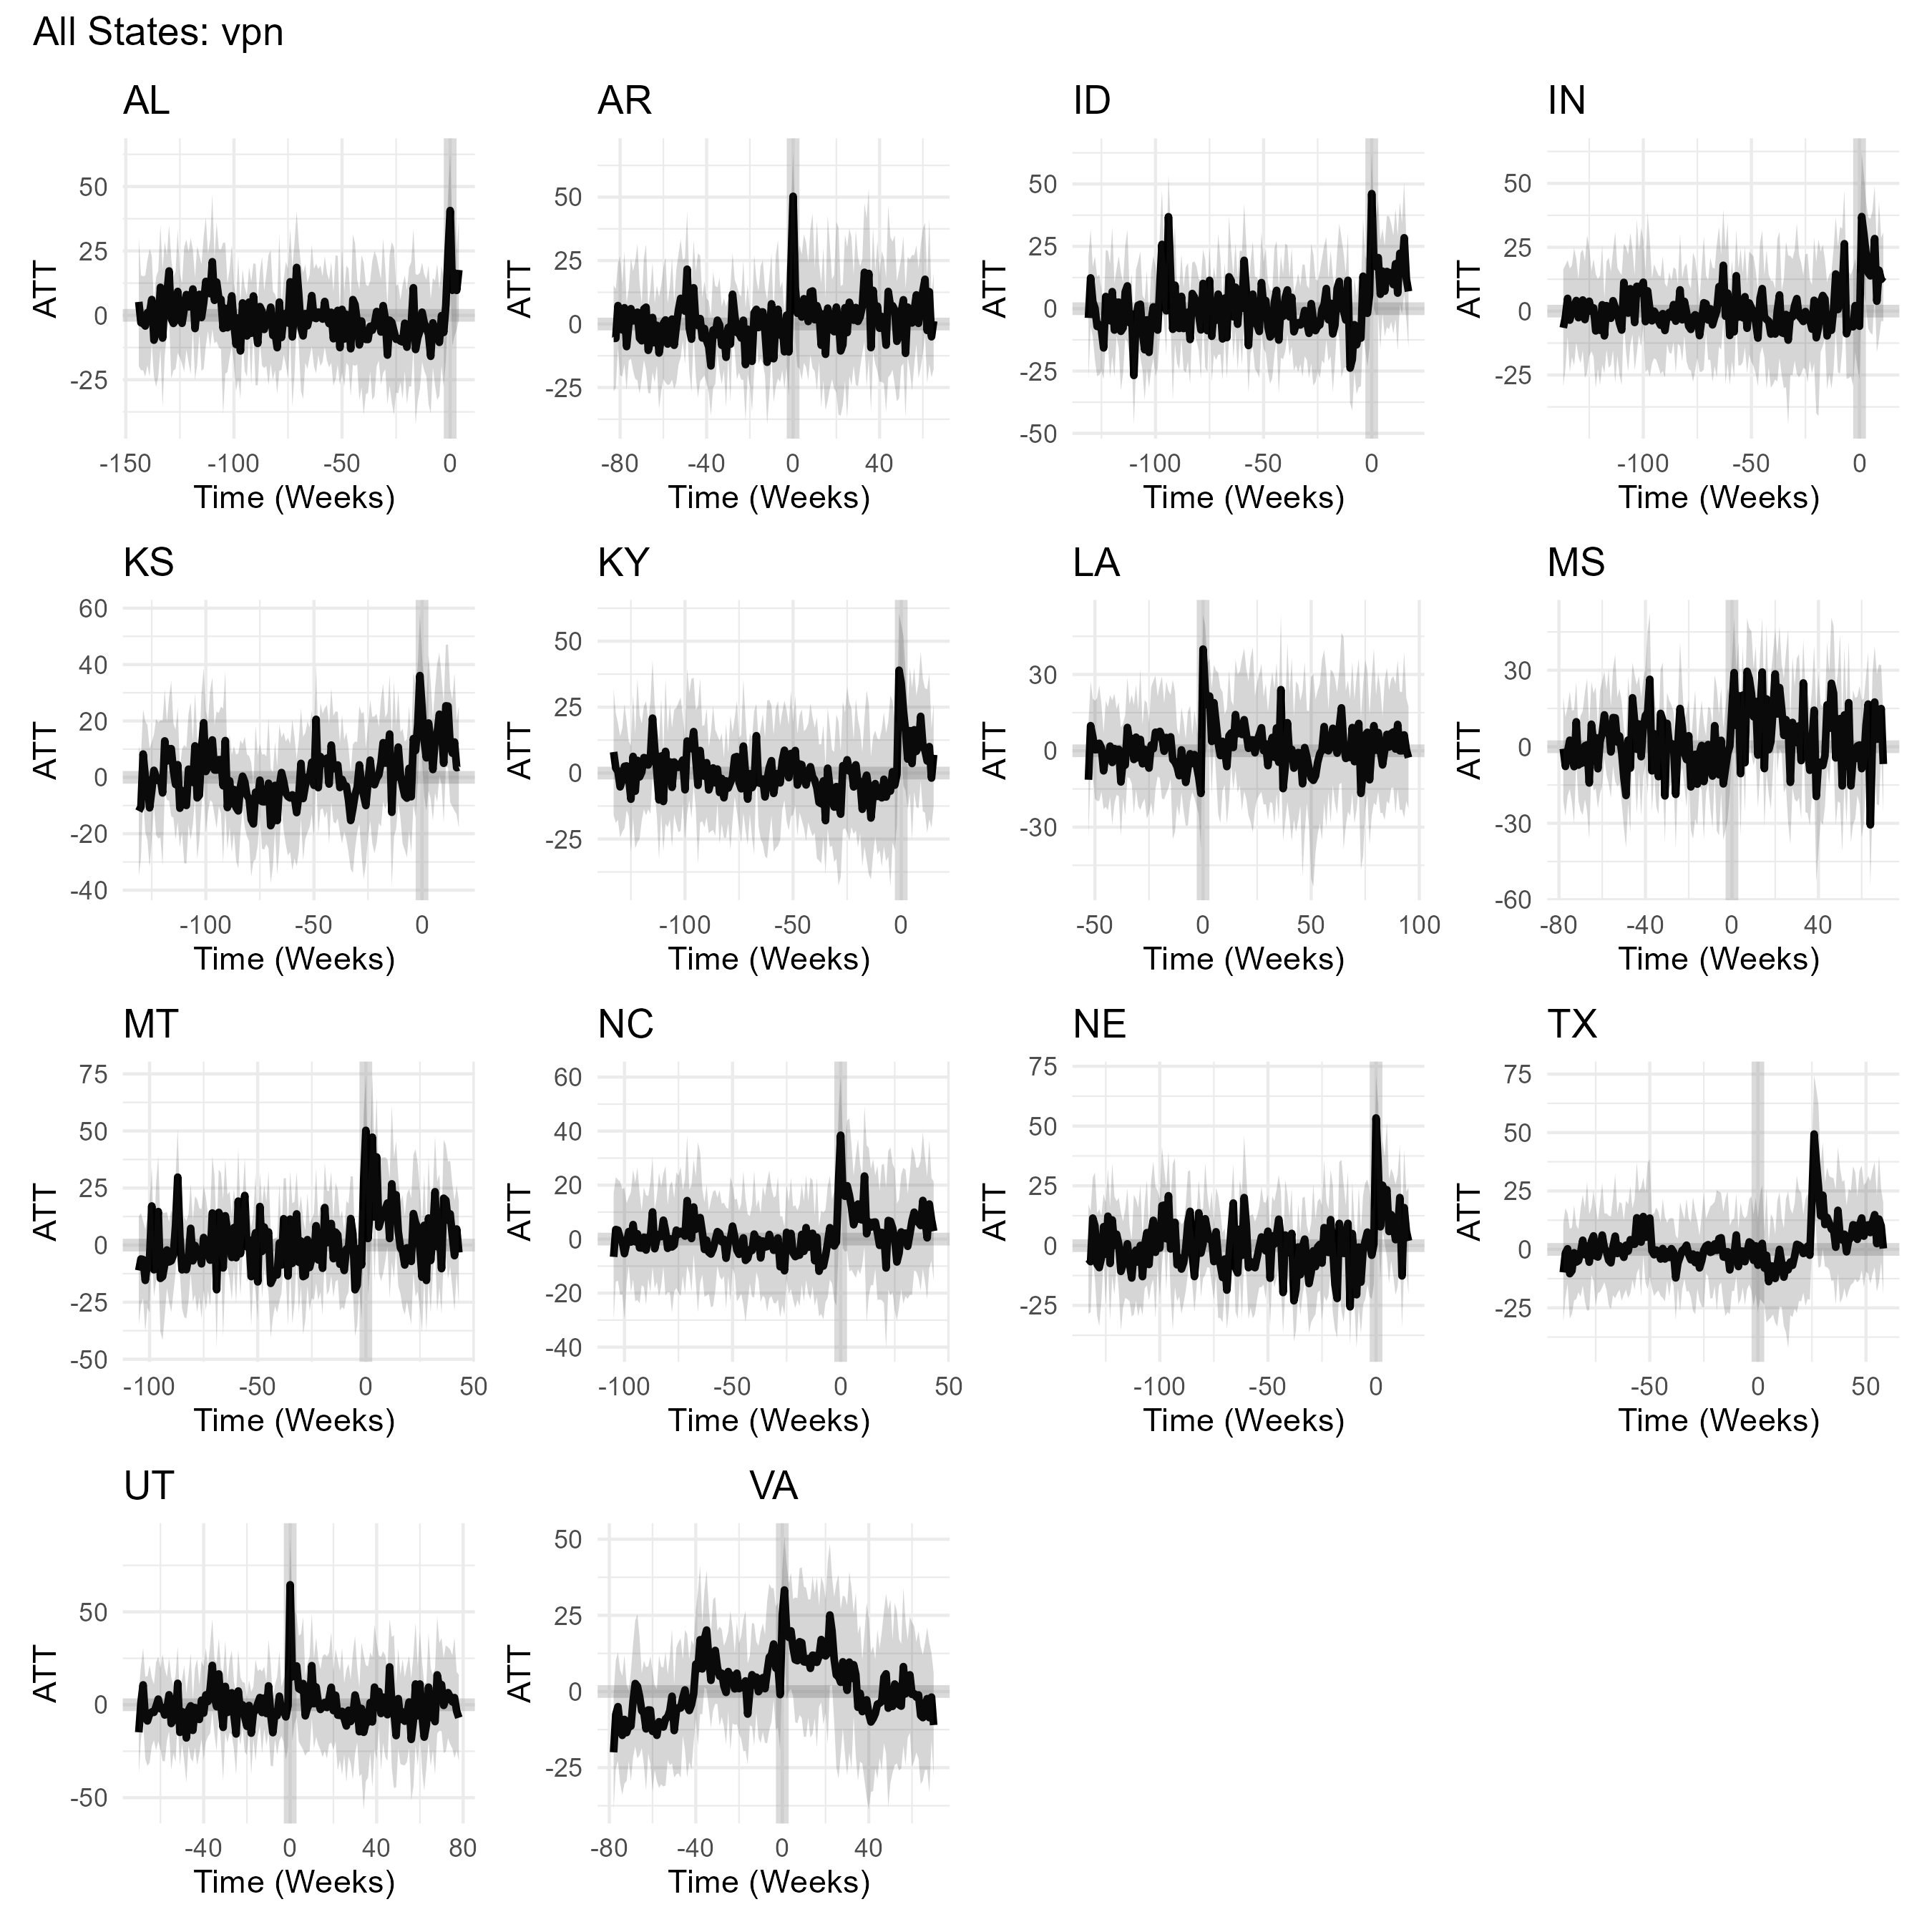 All States: vpn
AL
AR
ID
IN
50
25
0
-25
ATT
-150 -100 -50 0
Time (Weeks)
50
25
0
-25
ATT
-80 -40 0 40
Time (Weeks)
50
25
0
-25
-50
ATT
-100 -50 0
Time (Weeks)
50
25
0
-25
ATT
-100 -50 0
Time (Weeks)
KS
KY
LA
MS
60
40
20
0
-20
-40
ATT
-100 -50 0
Time (Weeks)
50
25
0
-25
ATT
-100 -50 0
Time (Weeks)
30
0
-30
ATT
-50 0 50 100
Time (Weeks)
30
0
-30
-60
ATT
-80 -40 0 40
Time (Weeks)
MT
NC
NE
TX
75
50
25
0
-25
-50
ATT
-100 -50 0 50
Time (Weeks)
60
40
20
0
-20
-40
ATT
-100 -50 0 50
Time (Weeks)
75
50
25
0
-25
ATT
-100 -50 0
Time (Weeks)
75
50
25
0
-25
ATT
-50 0 50
Time (Weeks)
UT
VA
50
0
-50
ATT
-40 0 40 80
Time (Weeks)
50
25
0
-25
ATT
-80 -40 0 40
Time (Weeks)